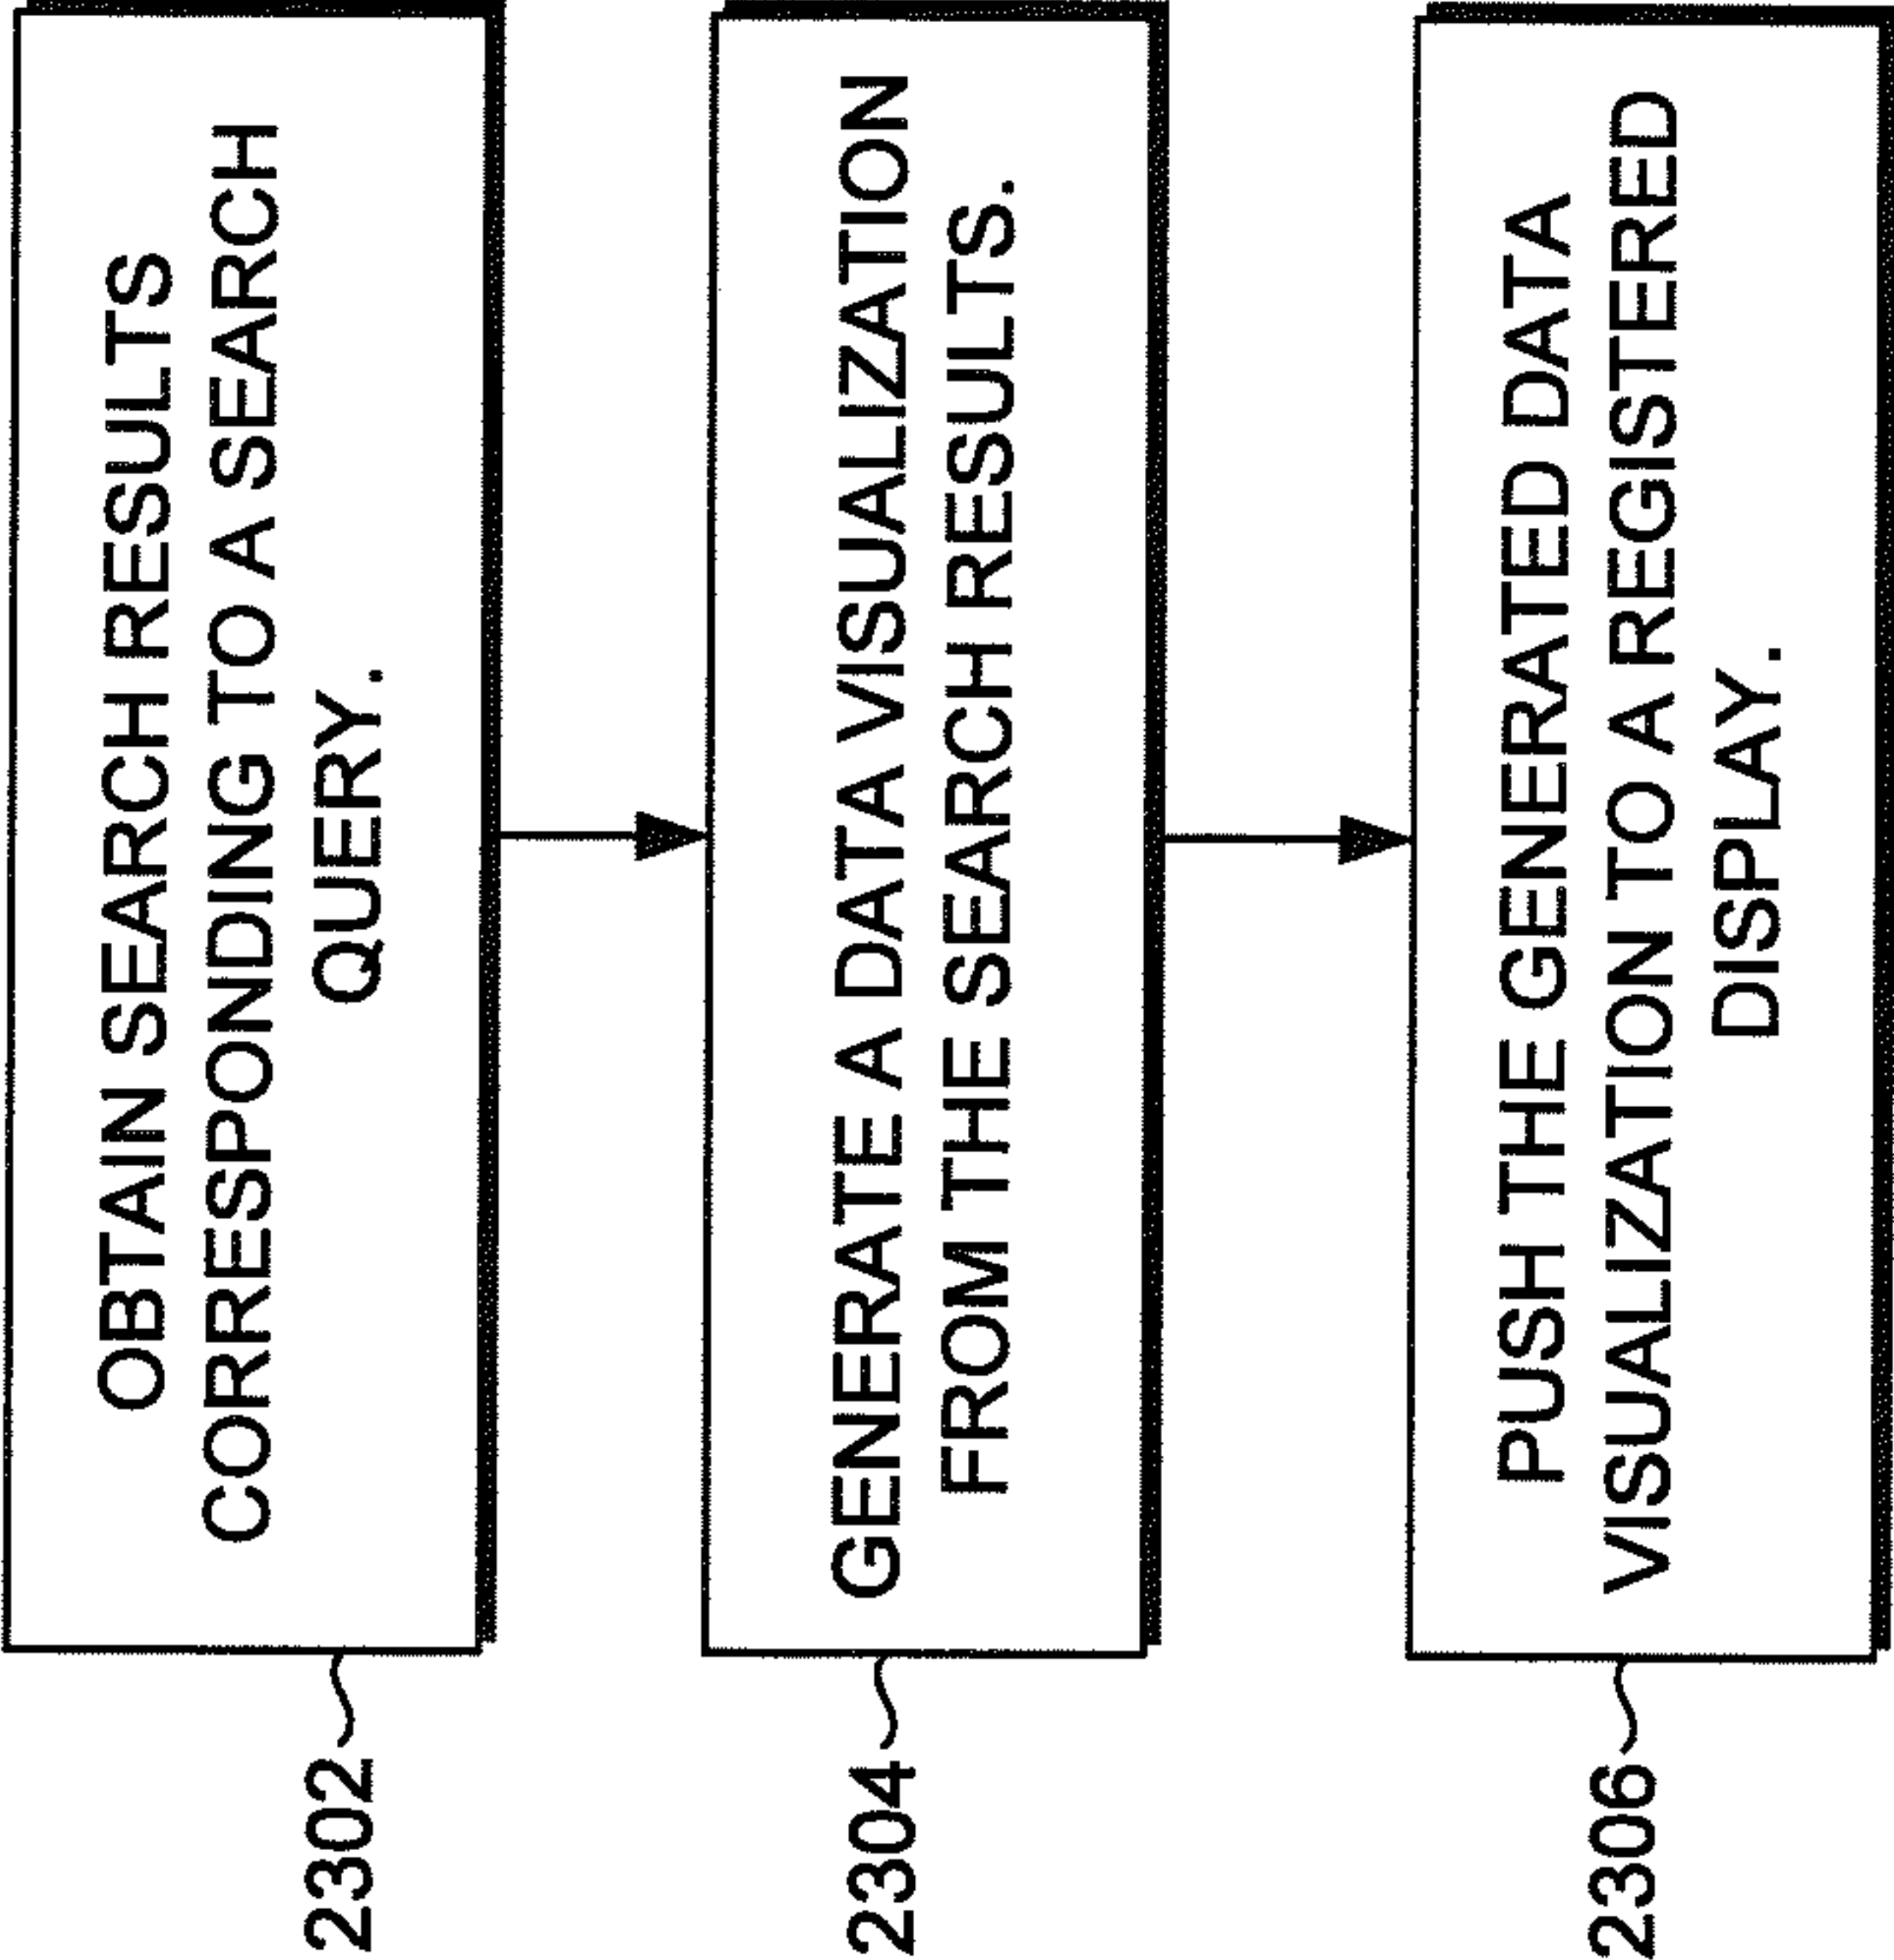 2302
OBTAIN SEARCH RESULTS
CORRESPONDING TO A SEARCH
QUERY.
2304
GENERATE A DATA VISUALIZATION
FROM THE SEARCH RESULTS.
2306
PUSH THE GENERATED DATA
VISUALIZATION TO A REGISTERED
DISPLAY.